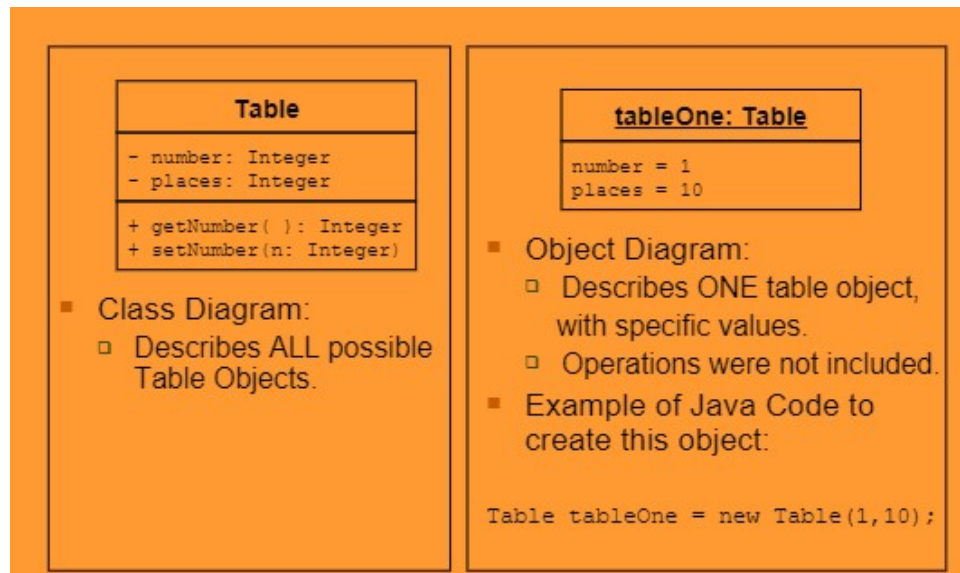 Table
- number: Integer
- places: Integer
+ getNumber( ): Integer
+ setNumber(n: Integer)
Class Diagram:
Describes ALL possible
Table Objects.
tableOne: Table
number = 1
places = 10
Object Diagram:
Describes ONE table object,
with specific values.
Operations were not included.
Example of Java Code to
create this object:
Table tableOne = new Table(1,10);